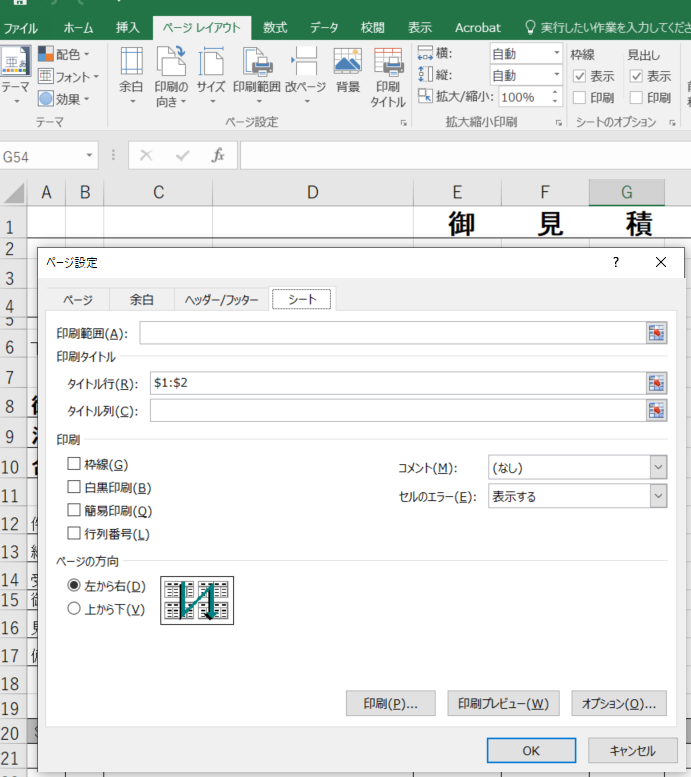 ファイル ホーム 挿入 ページ レイアウト 数式 データ 校閲 表示 Acrobat 実行したい作業を入力してくださ
亜 配色 横: 自動 枠線 見出し
亜 フォント 縦: 自動 表示 表示
テーマ 効果 余白 印刷の向き サイズ 印刷範囲 改ページ 背景 印刷タイトル 拡大/縮小: 100% 印刷 印刷
テーマ ページ設定 拡大縮小印刷 シートのオプション
G54 fx
A B C D E F G
1 御 見 積
2
ページ設定 ? ×
3
ページ 余白 ヘッダー/フッター シート
4
5
印刷範囲(A):
6
印刷タイトル
7
タイトル行(R): $1:$2
8
タイトル列(C):
9
印刷
10
枠線(G) コメント(M): (なし)
11
白黒印刷(B) セルのエラー(E): 表示する
12
簡易印刷(Q)
13
行列番号(L)
14
ページの方向
15
左から右(D)
16
上から下(V)
17
18
印刷(P)... 印刷プレビュー(W) オプション(O)...
19
20
OK キャンセル
21